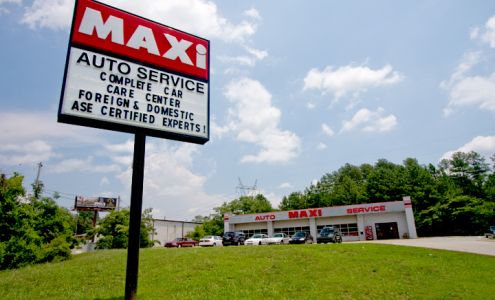 MAXi
AUTO SERVICE
COMPLETE CAR
CARE CENTER
FOREIGN & DOMESTIC
ASE CERTIFIED EXPERTS!
AUTO MAXI SERVICE